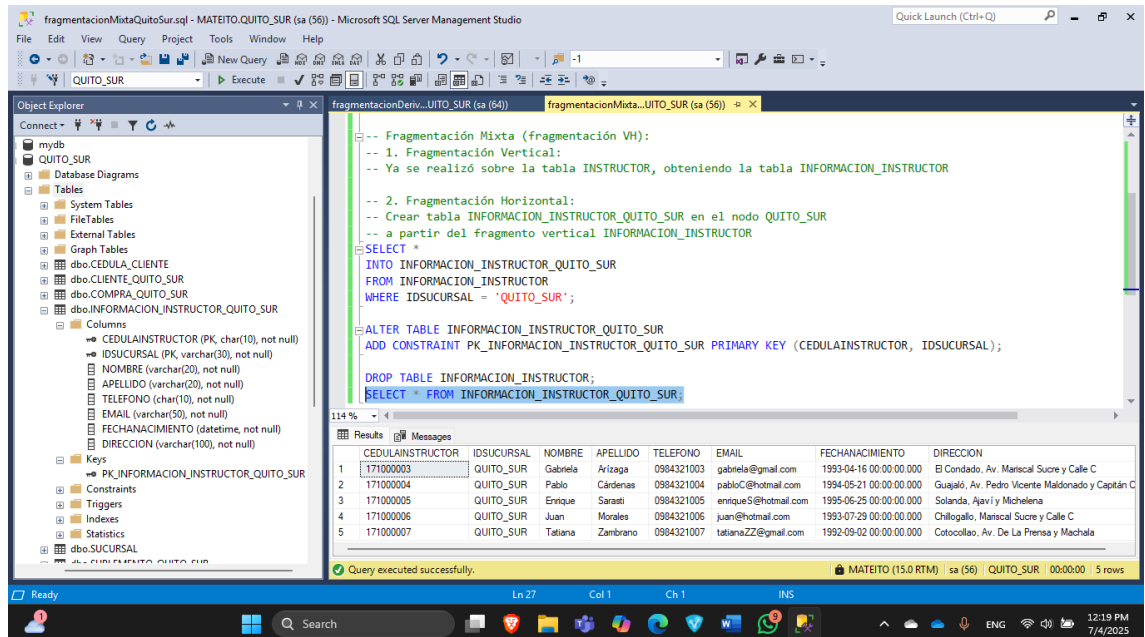 fragmentacionMixtaQuitoSur.sql - MATEITO.QUITO_SUR (sa (56)) - Microsoft SQL Server Management Studio
Quick Launch (Ctrl+Q)
File Edit View Query Project Tools Window Help
New Query
-1
QUITO_SUR
Execute
Object Explorer
fragmentacionDeriv...UITO_SUR (sa (64))
fragmentacionMixta...UITO_SUR (sa (56))
Connect
mydb
QUITO_SUR
Database Diagrams
Tables
System Tables
FileTables
External Tables
Graph Tables
dbo.CEDULA_CLIENTE
dbo.CLIENTE_QUITO_SUR
dbo.COMPRA_QUITO_SUR
dbo.INFORMACION_INSTRUCTOR_QUITO_SUR
Columns
CEDULAINSTRUCTOR (PK, char(10), not null)
IDSUCURSAL (PK, varchar(30), not null)
NOMBRE (varchar(20), not null)
APELLIDO (varchar(20), not null)
TELEFONO (char(10), not null)
EMAIL (varchar(50), not null)
FECHANACIMIENTO (datetime, not null)
DIRECCION (varchar(100), not null)
Keys
PK_INFORMACION_INSTRUCTOR_QUITO_SUR
Constraints
Triggers
Indexes
Statistics
dbo.SUCURSAL
dbo.SUPLEMENTO_QUITO_SUR
-- Fragmentación Mixta (fragmentación VH):
-- 1. Fragmentación Vertical:
-- Ya se realizó sobre la tabla INSTRUCTOR, obteniendo la tabla INFORMACION_INSTRUCTOR
-- 2. Fragmentación Horizontal:
-- Crear tabla INFORMACION_INSTRUCTOR_QUITO_SUR en el nodo QUITO_SUR
-- a partir del fragmento vertical INFORMACION_INSTRUCTOR
SELECT *
INTO INFORMACION_INSTRUCTOR_QUITO_SUR
FROM INFORMACION_INSTRUCTOR
WHERE IDSUCURSAL = 'QUITO_SUR';
ALTER TABLE INFORMACION_INSTRUCTOR_QUITO_SUR
ADD CONSTRAINT PK_INFORMACION_INSTRUCTOR_QUITO_SUR PRIMARY KEY (CEDULAINSTRUCTOR, IDSUCURSAL);
DROP TABLE INFORMACION_INSTRUCTOR;
SELECT * FROM INFORMACION_INSTRUCTOR_QUITO_SUR;
114 %
Results Messages
CEDULAINSTRUCTOR IDSUCURSAL NOMBRE APELLIDO TELEFONO EMAIL FECHANACIMIENTO DIRECCION
1 171000003 QUITO_SUR Gabriela Arízaga 0984321003 gabriela@gmail.com 1993-04-16 00:00:00.000 El Condado, Av. Mariscal Sucre y Calle C
2 171000004 QUITO_SUR Pablo Cárdenas 0984321004 pabloC@hotmail.com 1994-05-21 00:00:00.000 Guajaló, Av. Pedro Vicente Maldonado y Capitán C
3 171000005 QUITO_SUR Enrique Sarasti 0984321005 enriqueS@hotmail.com 1995-06-25 00:00:00.000 Solanda, Ajaví y Michelena
4 171000006 QUITO_SUR Juan Morales 0984321006 juan@hotmail.com 1993-07-29 00:00:00.000 Chillogallo, Mariscal Sucre y Calle C
5 171000007 QUITO_SUR Tatiana Zambrano 0984321007 tatianaZZ@gmail.com 1992-09-02 00:00:00.000 Cotocollao, Av. De La Prensa y Machala
Query executed successfully.
MATEITO (15.0 RTM) sa (56) QUITO_SUR 00:00:00 5 rows
Ready
Ln 27 Col 1 Ch 1 INS
1
Search
9
ENG
12:19 PM
7/4/2025